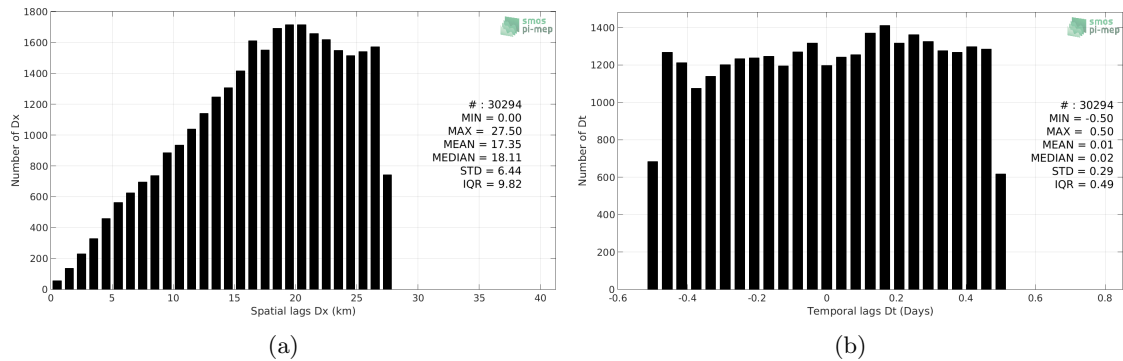 1800
1600
1400
1200
1000
800
600
400
200
0
0 5 10 15 20 25 30 35 40
Number of Dx
Spatial lags Dx (km)
smos
pi-mep
# : 30294
MIN = 0.00
MAX = 27.50
MEAN = 17.35
MEDIAN = 18.11
STD = 6.44
IQR = 9.82
(a)
1400
1200
1000
800
600
400
200
0
-0.6 -0.4 -0.2 0 0.2 0.4 0.6 0.8
Number of Dt
Temporal lags Dt (Days)
smos
pi-mep
# : 30294
MIN = -0.50
MAX = 0.50
MEAN = 0.01
MEDIAN = 0.02
STD = 0.29
IQR = 0.49
(b)